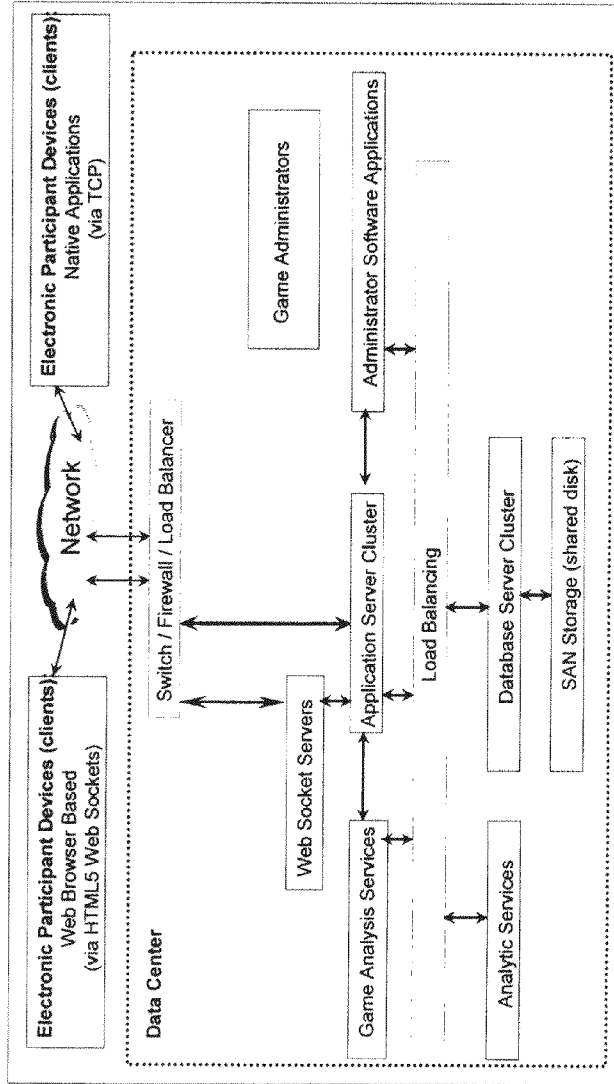 Electronic Participant Devices (clients):
Web Browser Based
(via HTML5 Web Sockets)
Network
Electronic Participant Devices (clients):
Native Applications
(via TCP)
Data Center
Switch / Firewall / Load Balancer
Web Socket Servers
Game Administrators
Game Analysis Services
Application Server Cluster
Administrator Software Applications
Load Balancing
Analytic Services
Database Server Cluster
SAN Storage (shared disk)